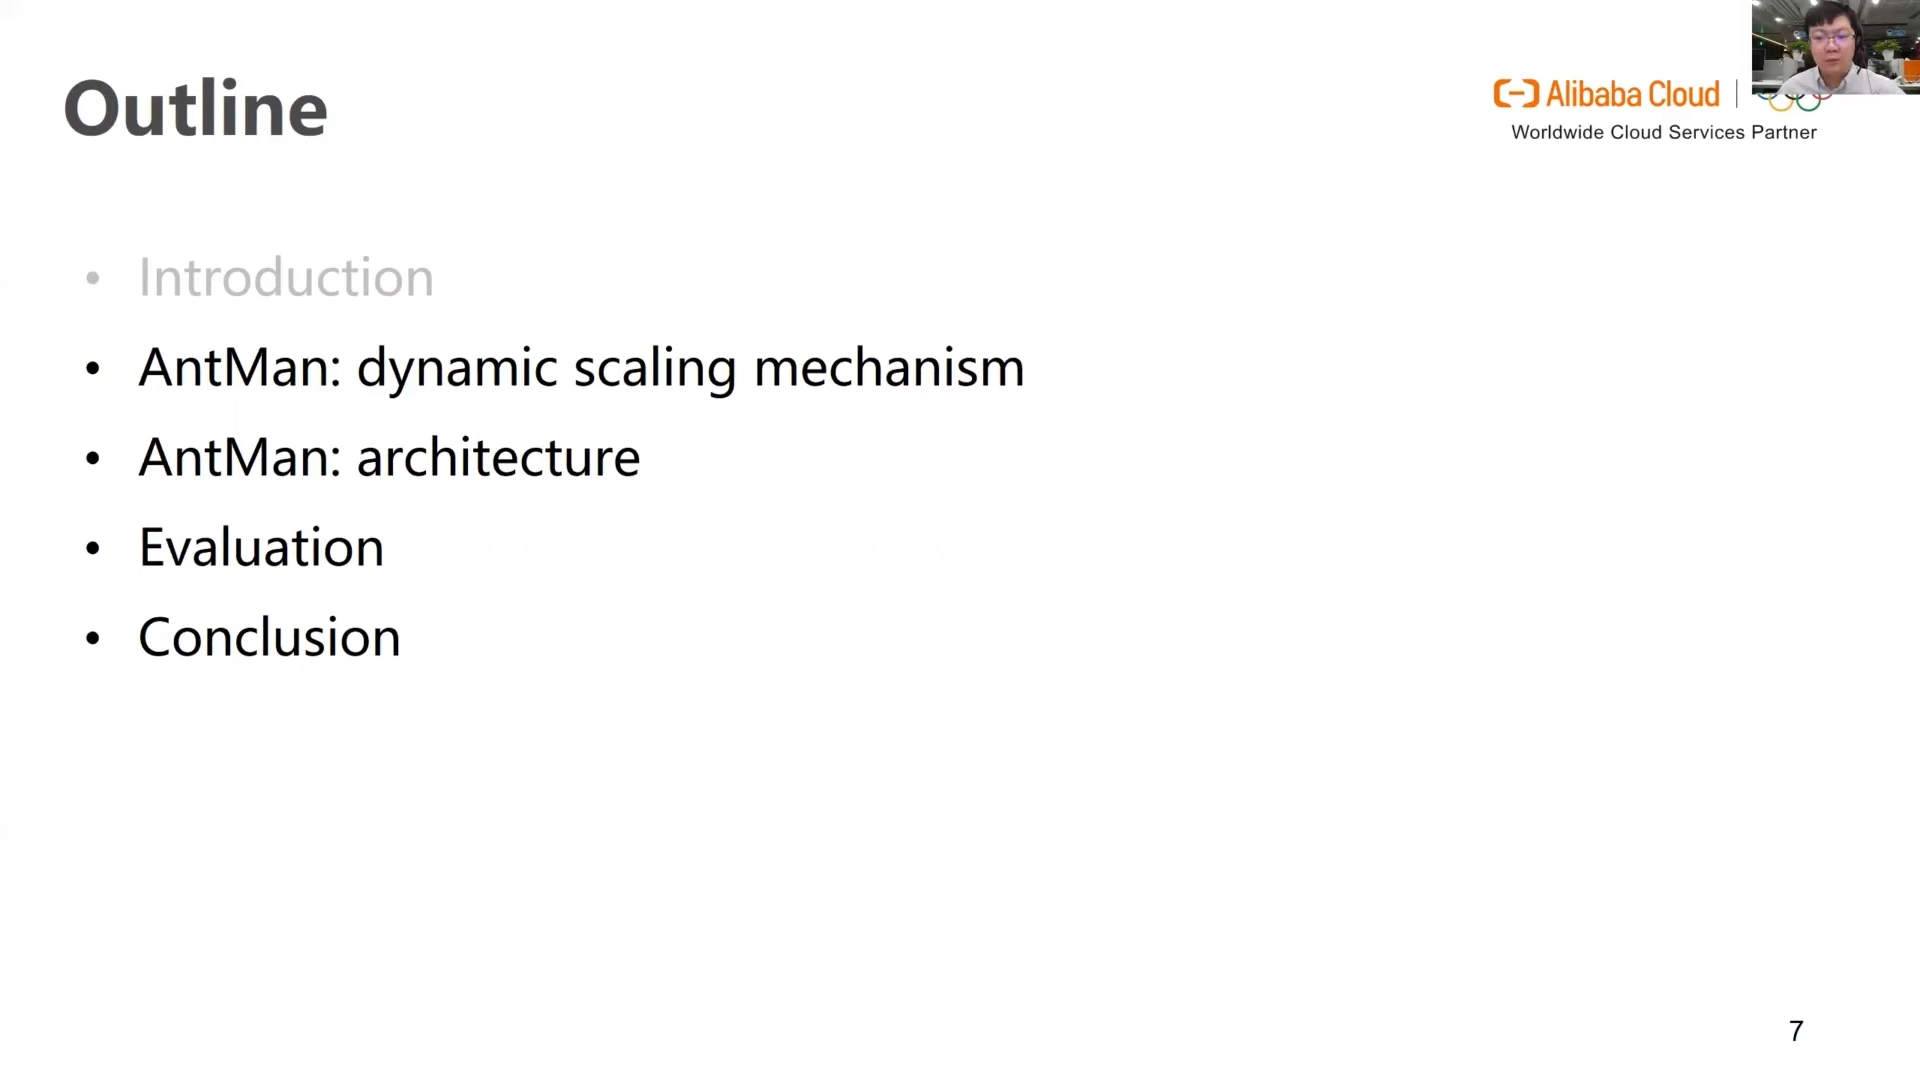 Outline
Alibaba Cloud
Worldwide Cloud Services Partner
• Introduction
• AntMan: dynamic scaling mechanism
• AntMan: architecture
• Evaluation
• Conclusion
7